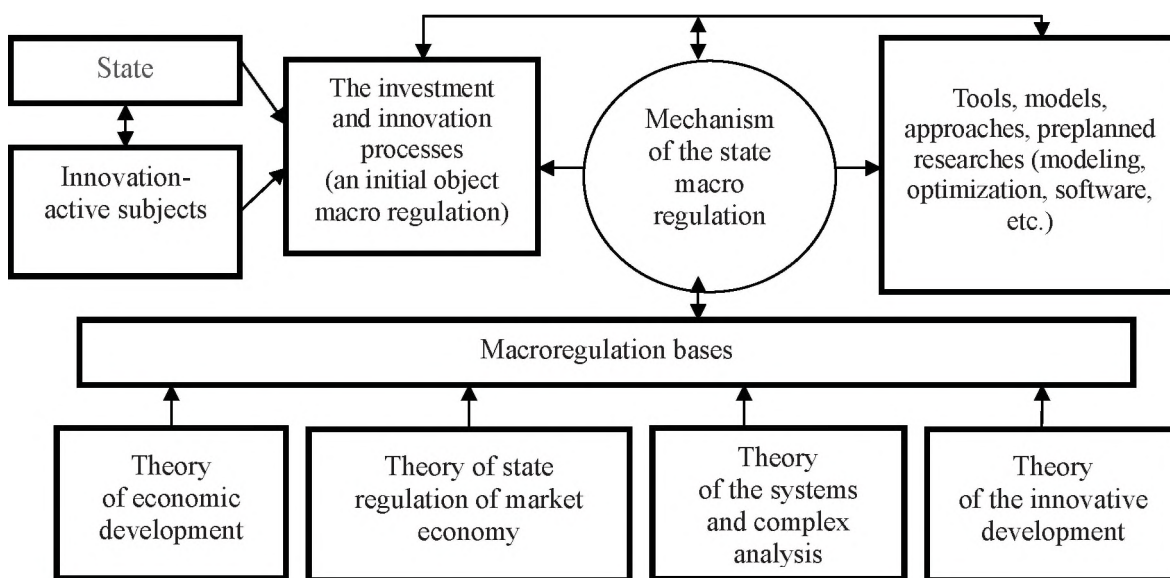 State
Innovation-
active subjects
The investment
and innovation
processes
(an initial object
macro regulation)
Mechanism
of the state
macro
regulation
Tools, models,
approaches, preplanned
researches (modeling,
optimization, software,
etc.)
Macroregulation bases
Theory
of economic
development
Theory of state
regulation of market
economy
Theory
of the systems
and complex
analysis
Theory
of the innovative
development